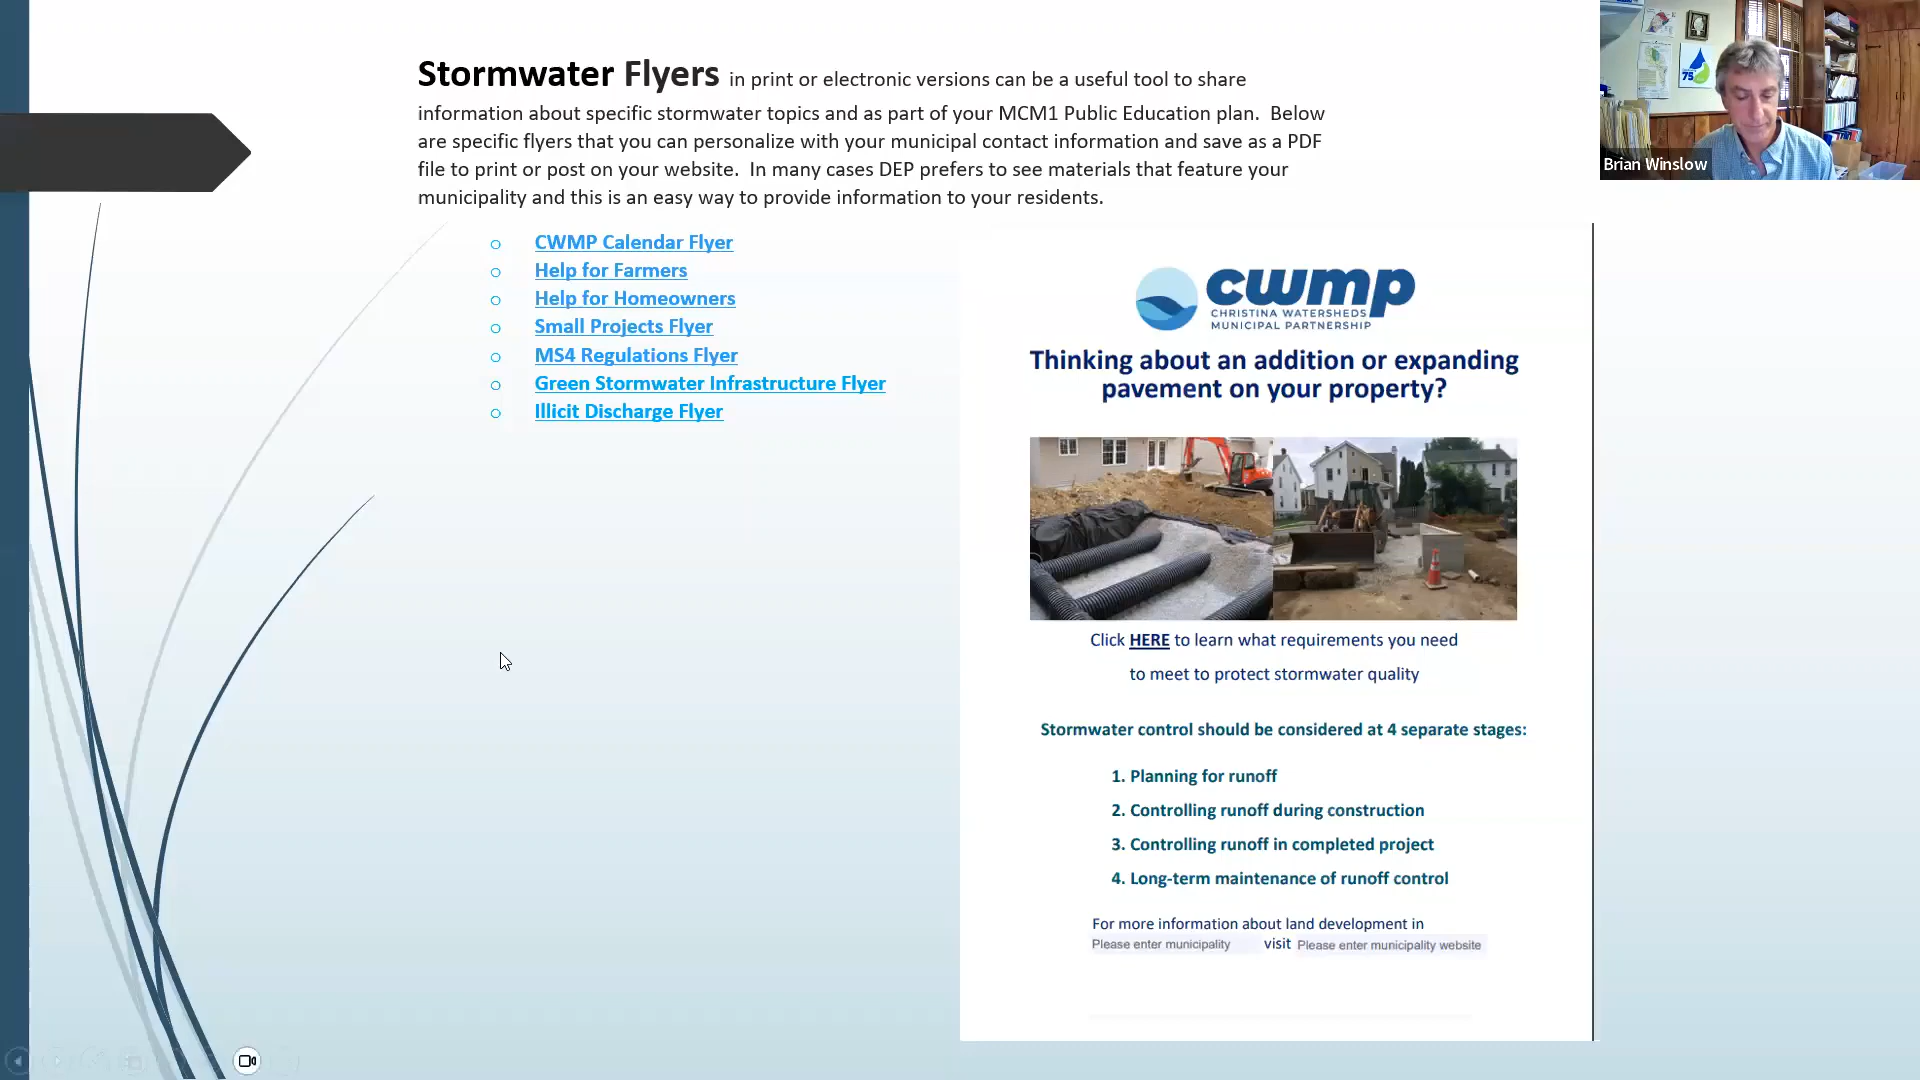 Stormwater Flyers in print or electronic versions can be a useful tool to share
information about specific stormwater topics and as part of your MCM1 Public Education plan.  Below
are specific flyers that you can personalize with your municipal contact information and save as a PDF
file to print or post on your website.  In many cases DEP prefers to see materials that feature your
municipality and this is an easy way to provide information to your residents.
CWMP Calendar Flyer
Help for Farmers
Help for Homeowners
Small Projects Flyer
MS4 Regulations Flyer
Green Stormwater Infrastructure Flyer
Illicit Discharge Flyer
cwmp
CHRISTINA WATERSHEDS
MUNICIPAL PARTNERSHIP
Thinking about an addition or expanding
pavement on your property?
Click HERE to learn what requirements you need
to meet to protect stormwater quality
Stormwater control should be considered at 4 separate stages:
1. Planning for runoff
2. Controlling runoff during construction
3. Controlling runoff in completed project
4. Long-term maintenance of runoff control
For more information about land development in
Please enter municipality visit Please enter municipality website
75
Brian Winslow